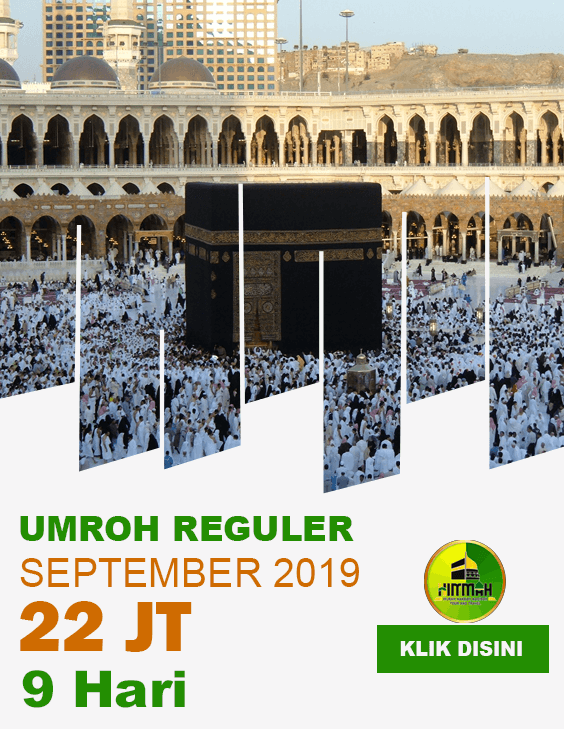 UMROH REGULER
SEPTEMBER 2019
22 JT
9 Hari
KLIK DISINI